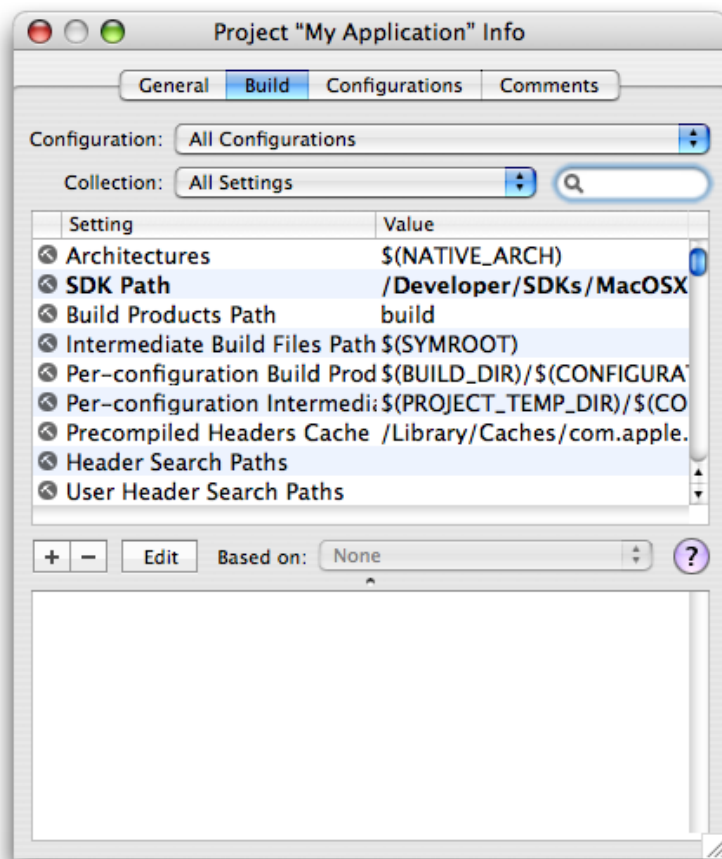 Project “My Application” Info
General Build Configurations Comments
Configuration: All Configurations
Collection: All Settings
Setting Value
Architectures $(NATIVE_ARCH)
SDK Path /Developer/SDKs/MacOSX
Build Products Path build
Intermediate Build Files Path $(SYMROOT)
Per-configuration Build Prod $(BUILD_DIR)/$(CONFIGURAT
Per-configuration Intermedi $(PROJECT_TEMP_DIR)/$(CO
Precompiled Headers Cache /Library/Caches/com.apple.
Header Search Paths
User Header Search Paths
+ − Edit Based on: None ?